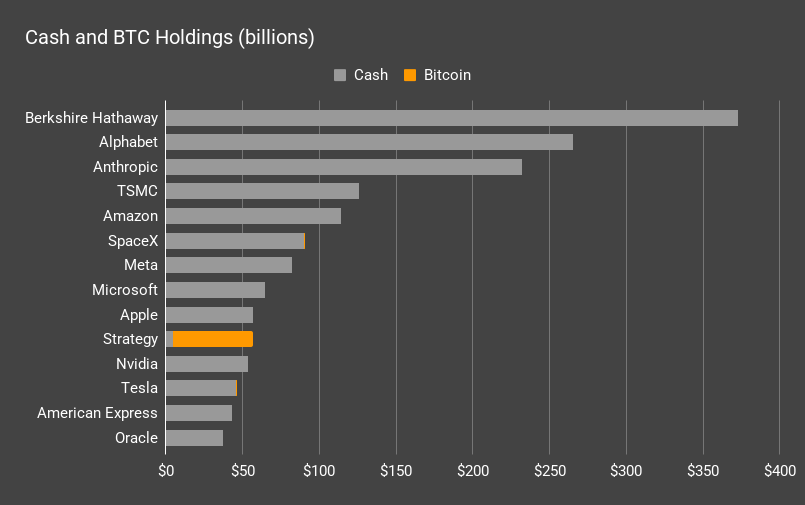 Cash and BTC Holdings (billions)
Cash Bitcoin
Berkshire Hathaway
Alphabet
Anthropic
TSMC
Amazon
SpaceX
Meta
Microsoft
Apple
Strategy
Nvidia
Tesla
American Express
Oracle
$0 $50 $100 $150 $200 $250 $300 $350 $400